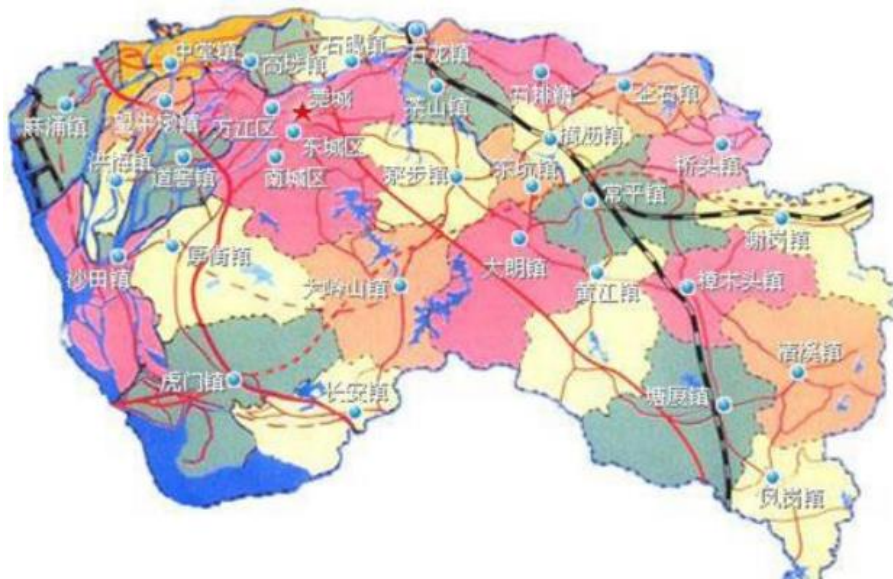 中堂镇
高埗镇
石碣镇
石龙镇
莞城
茶山镇
石排镇
企石镇
麻涌镇
望牛墩镇
万江区
东城区
横沥镇
桥头镇
洪梅镇
道窖镇
南城区
寮步镇
东坑镇
常平镇
谢岗镇
沙田镇
厚街镇
大岭山镇
大朗镇
黄江镇
樟木头镇
虎门镇
长安镇
塘厦镇
清溪镇
凤岗镇